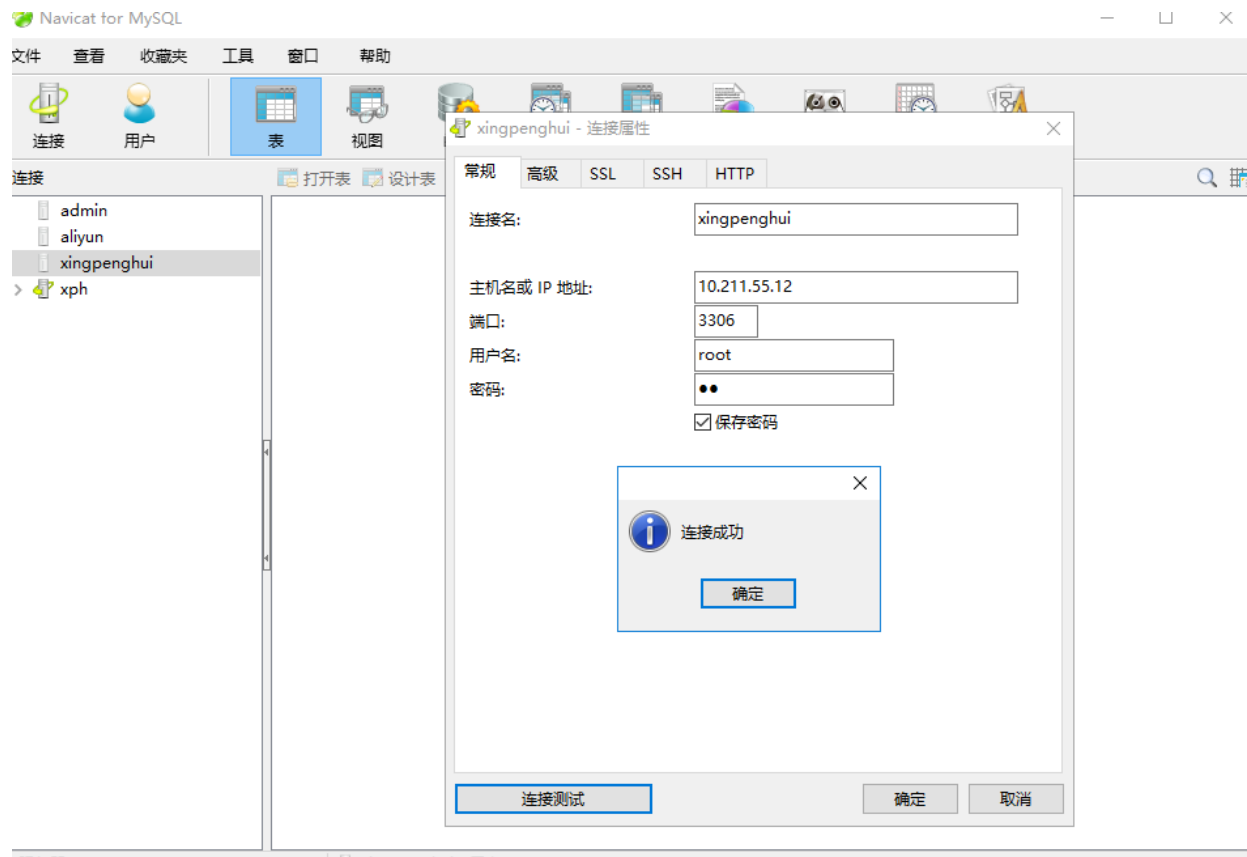 Navicat for MySQL
文件 查看 收藏夹 工具 窗口 帮助
连接 用户 表 视图
xingpenghui - 连接属性
连接
打开表 设计表
常规 高级 SSL SSH HTTP
admin
aliyun
xingpenghui
xph
连接名: xingpenghui
主机名或 IP 地址: 10.211.55.12
端口: 3306
用户名: root
密码: ●●
保存密码
连接成功
确定
连接测试 确定 取消